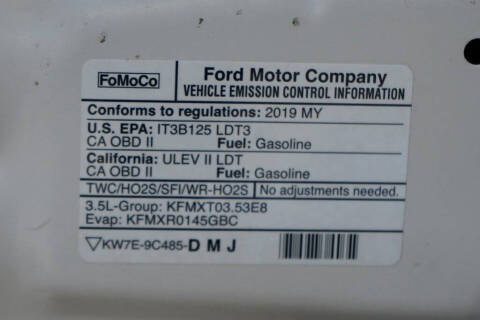 FoMoCo
Ford Motor Company
VEHICLE EMISSION CONTROL INFORMATION
Conforms to regulations: 2019 MY
U.S. EPA: IT3B125 LDT3
CA OBD II Fuel: Gasoline
California: ULEV II LDT
CA OBD II Fuel: Gasoline
TWC/HO2S/SFI/WR-HO2S No adjustments needed.
3.5L-Group: KFMXT03.53E8
Evap: KFMXR0145GBC
KW7E-9C485-D M J